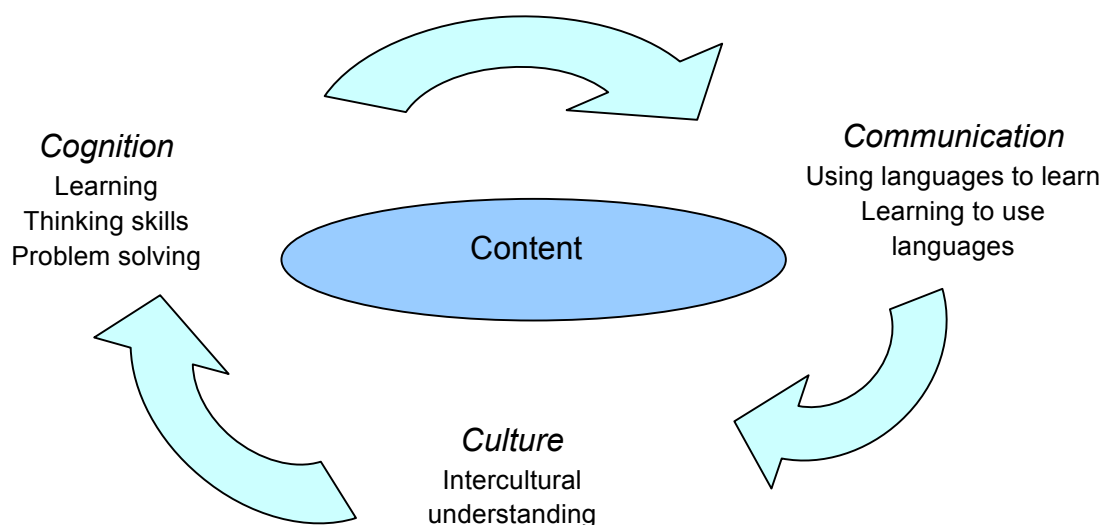 Cognition
Learning
Thinking skills
Problem solving
Communication
Using languages to learn
Learning to use
languages
Content
Culture
Intercultural
understanding